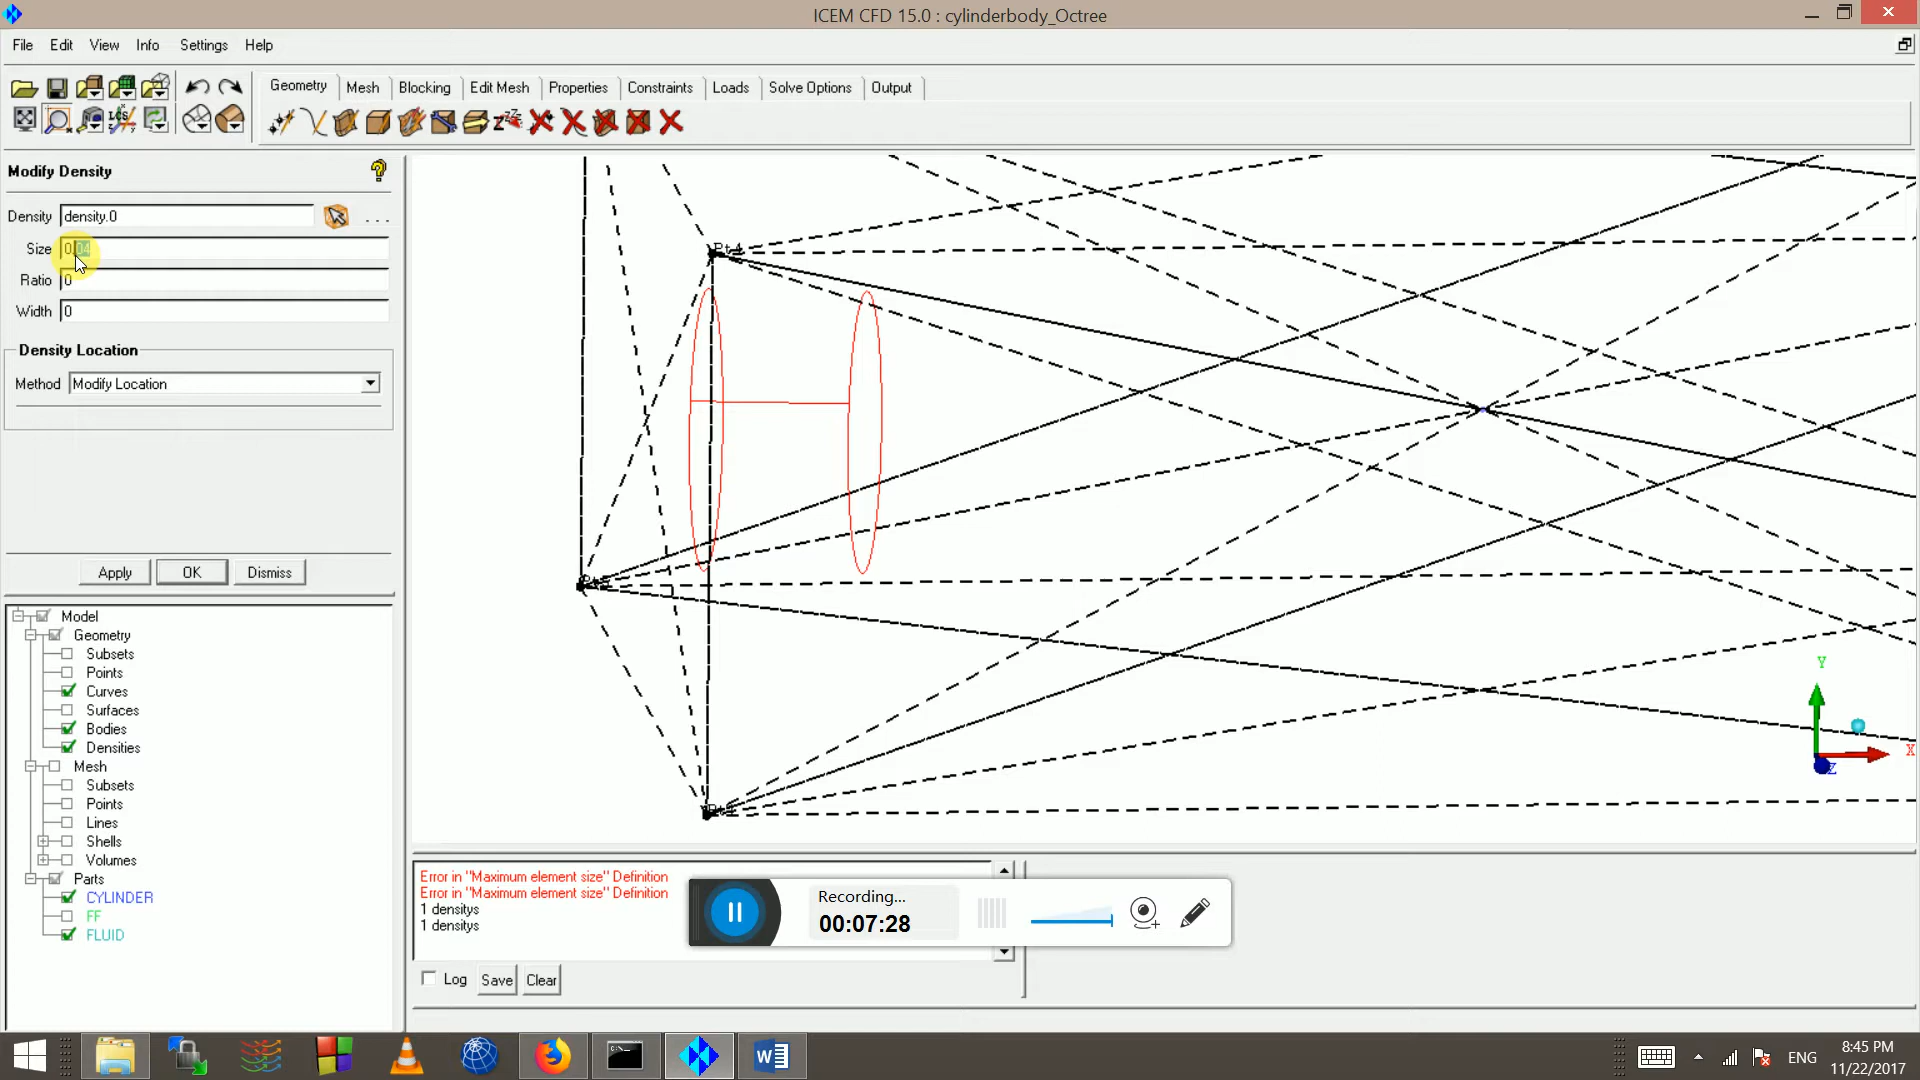 ICEM CFD 15.0 : cylinderbody_Octree
File Edit View Info Settings Help
Geometry Mesh Blocking Edit Mesh Properties Constraints Loads Solve Options Output
Modify Density
Density density.0 ...
Size 0.04
Ratio 0
Width 0
Density Location
Method Modify Location
Apply OK Dismiss
Model
Geometry
Subsets
Points
Curves
Surfaces
Bodies
Densities
Mesh
Subsets
Points
Lines
Shells
Volumes
Parts
CYLINDER
FF
FLUID
Pt.4
Y
X
Z
Error in "Maximum element size" Definition
Error in "Maximum element size" Definition
1 densitys
1 densitys
Log Save Clear
Recording...
00:07:28
ENG
8:45 PM
11/22/2017